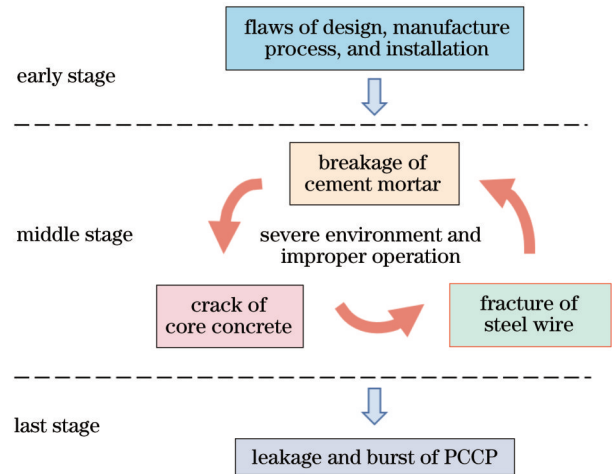 flaws of design, manufacture
process, and installation
early stage
breakage of
cement mortar
middle stage
severe environment and
improper operation
crack of
core concrete
fracture of
steel wire
last stage
leakage and burst of PCCP